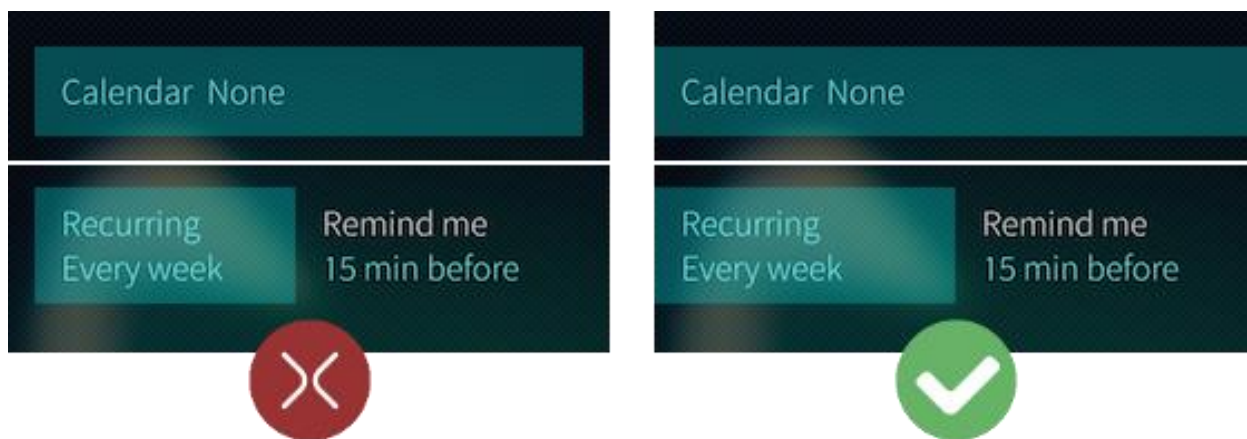 Calendar None
Recurring
Every week
Remind me
15 min before
Calendar None
Recurring
Every week
Remind me
15 min before